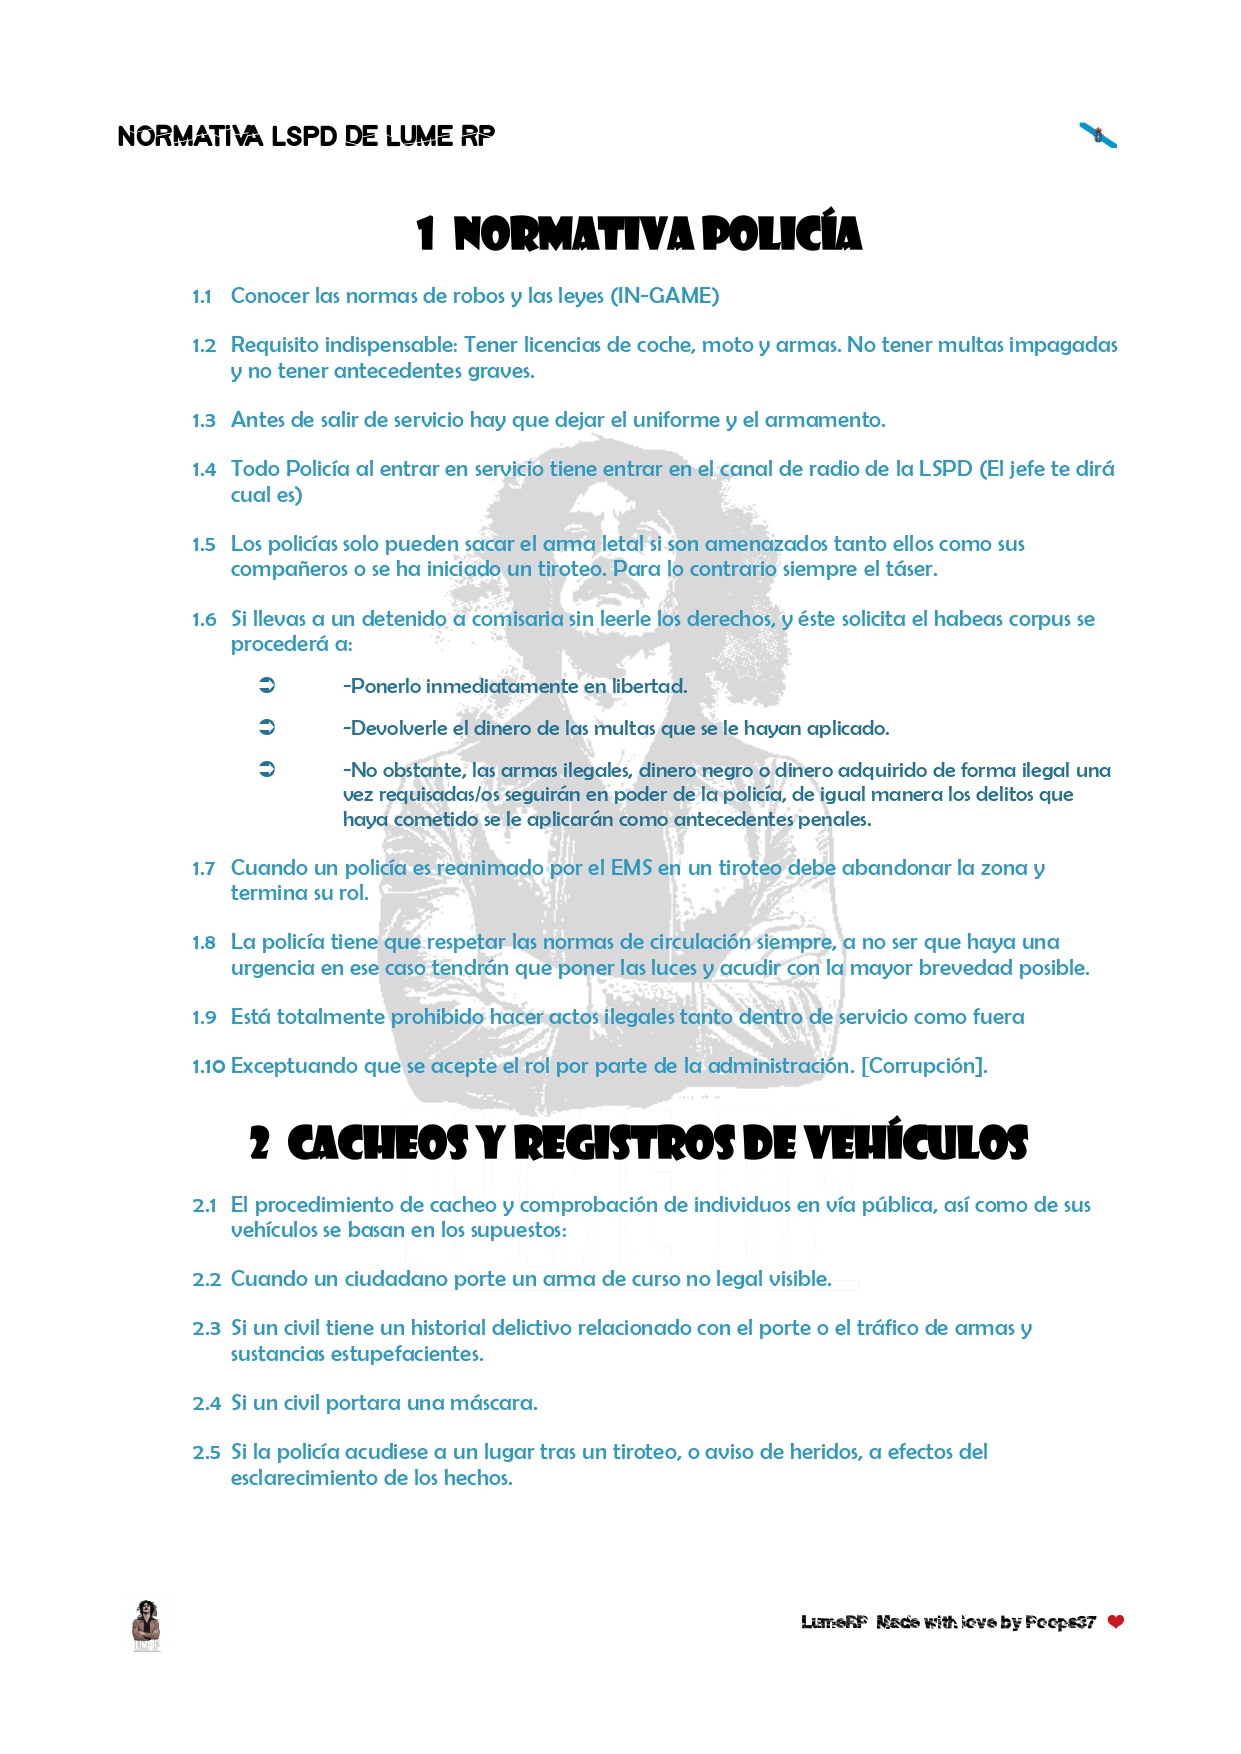 NORMATIVA LSPD DE LUME RP
1 NORMATIVA POLICÍA
1.1 Conocer las normas de robos y las leyes (IN-GAME)
1.2 Requisito indispensable: Tener licencias de coche, moto y armas. No tener multas impagadas
y no tener antecedentes graves.
1.3 Antes de salir de servicio hay que dejar el uniforme y el armamento.
1.4 Todo Policía al entrar en servicio tiene entrar en el canal de radio de la LSPD (El jefe te dirá
cual es)
1.5 Los policías solo pueden sacar el arma letal si son amenazados tanto ellos como sus
compañeros o se ha iniciado un tiroteo. Para lo contrario siempre el táser.
1.6 Si llevas a un detenido a comisaria sin leerle los derechos, y éste solicita el habeas corpus se
procederá a:
➲ -Ponerlo inmediatamente en libertad.
➲ -Devolverle el dinero de las multas que se le hayan aplicado.
➲ -No obstante, las armas ilegales, dinero negro o dinero adquirido de forma ilegal una
vez requisadas/os seguirán en poder de la policía, de igual manera los delitos que
haya cometido se le aplicarán como antecedentes penales.
1.7 Cuando un policía es reanimado por el EMS en un tiroteo debe abandonar la zona y
termina su rol.
1.8 La policía tiene que respetar las normas de circulación siempre, a no ser que haya una
urgencia en ese caso tendrán que poner las luces y acudir con la mayor brevedad posible.
1.9 Está totalmente prohibido hacer actos ilegales tanto dentro de servicio como fuera
1.10 Exceptuando que se acepte el rol por parte de la administración. [Corrupción].
2 CACHEOS Y REGISTROS DE VEHÍCULOS
2.1 El procedimiento de cacheo y comprobación de individuos en vía pública, así como de sus
vehículos se basan en los supuestos:
2.2 Cuando un ciudadano porte un arma de curso no legal visible.
2.3 Si un civil tiene un historial delictivo relacionado con el porte o el tráfico de armas y
sustancias estupefacientes.
2.4 Si un civil portara una máscara.
2.5 Si la policía acudiese a un lugar tras un tiroteo, o aviso de heridos, a efectos del
esclarecimiento de los hechos.
LUME RP
LumeRP Made with love by Peeps37